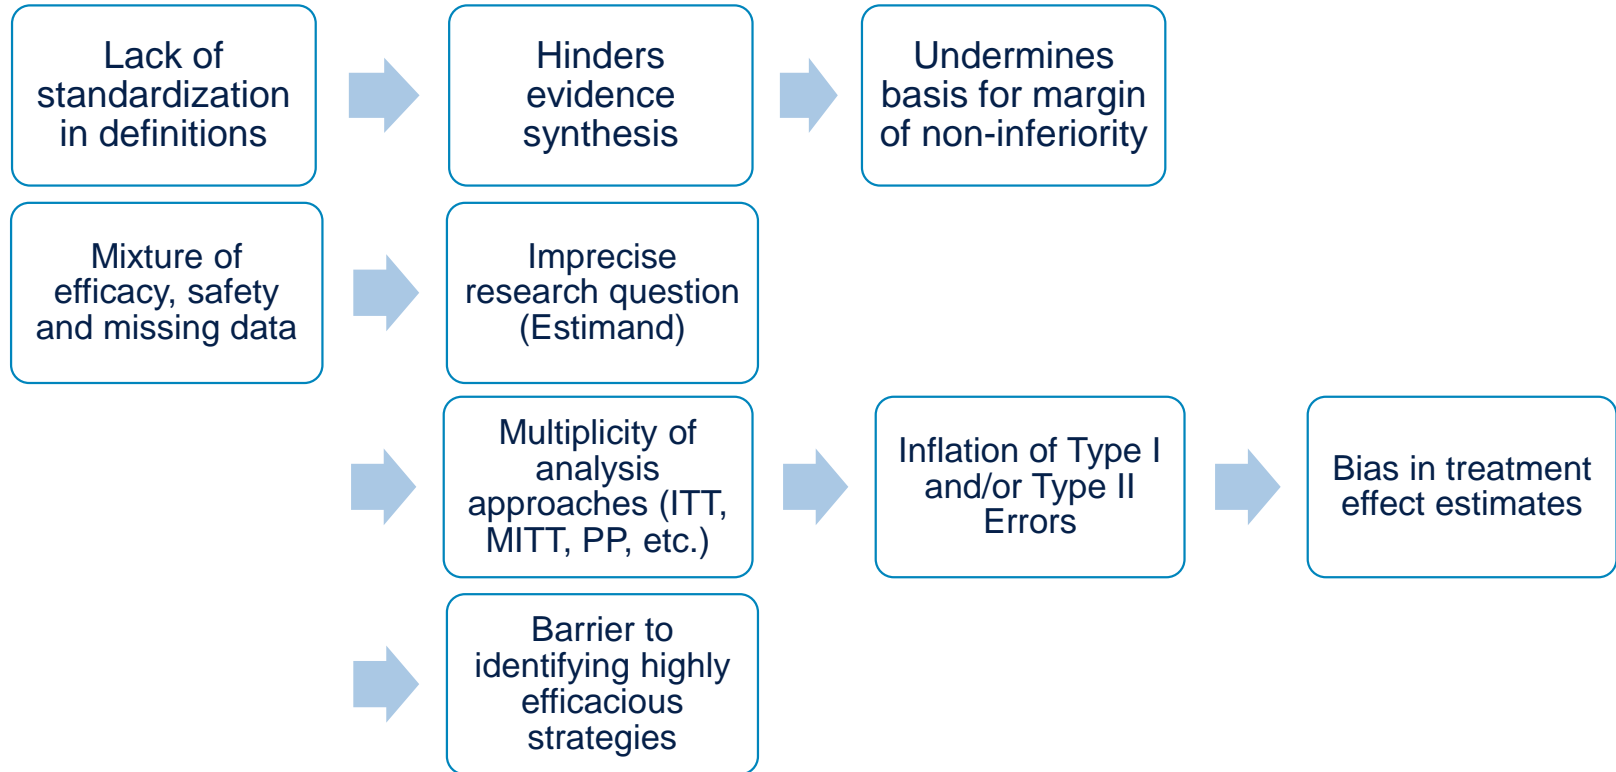 Lack of
standardization
in definitions
Hinders
evidence
synthesis
Undermines
basis for margin
of non-inferiority
Mixture of
efficacy, safety
and missing data
Imprecise
research question
(Estimand)
Multiplicity of
analysis
approaches (ITT,
MITT, PP, etc.)
Inflation of Type I
and/or Type II
Errors
Bias in treatment
effect estimates
Barrier to
identifying highly
efficacious
strategies